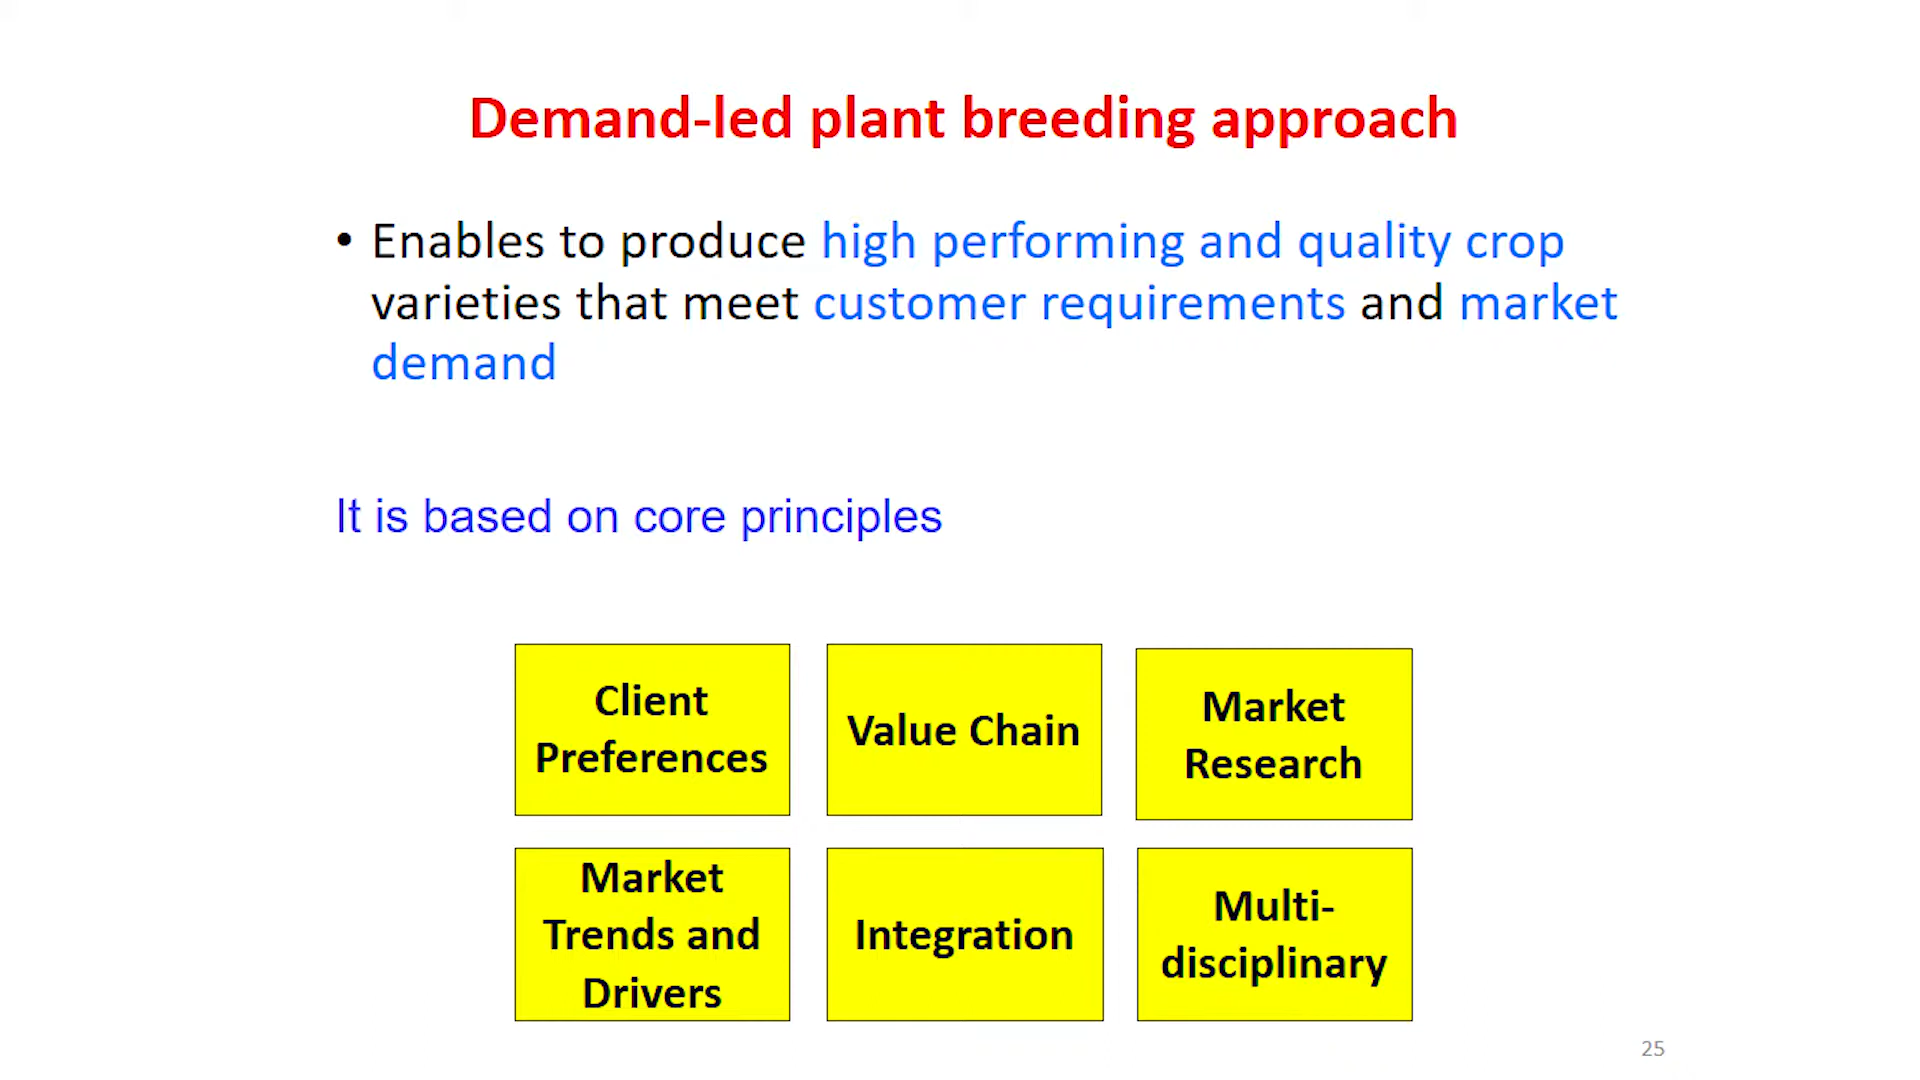 Demand-led plant breeding approach
• Enables to produce high performing and quality crop
varieties that meet customer requirements and market
demand
It is based on core principles
Client
Preferences
Value Chain
Market
Research
Market
Trends and
Drivers
Integration
Multi-
disciplinary
25